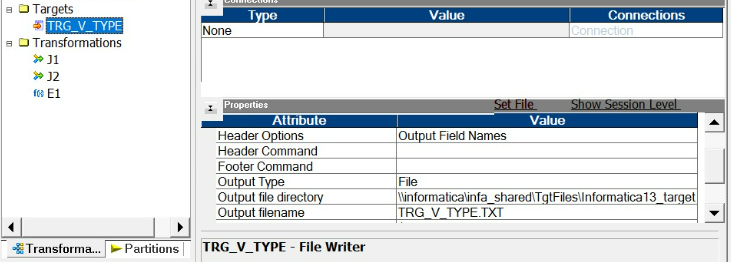 Targets
TRG_V_TYPE
Transformations
J1
J2
f(x) E1
Transforma... Partitions
Connections
Type Value Connections
None Connection
Properties Set File Show Session Level
Attribute Value
Header Options Output Field Names
Header Command
Footer Command
Output Type File
Output file directory \\informatica\infa_shared\TgtFiles\Informatica13_target
Output filename TRG_V_TYPE.TXT
TRG_V_TYPE - File Writer